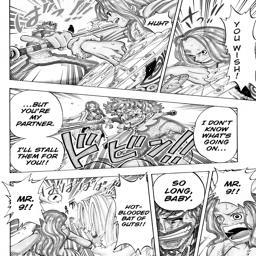 YOU
WISH!
HUH?
I DON'T
KNOW
WHAT'S
GOING
ON...
...BUT
YOU'RE
MY
PARTNER.
I'LL STALL
THEM FOR
YOU!!
MR.
9!!
SO
LONG,
BABY.
HOT-
BLOODED
BAT OF
GUTS!!
MR.
9!!